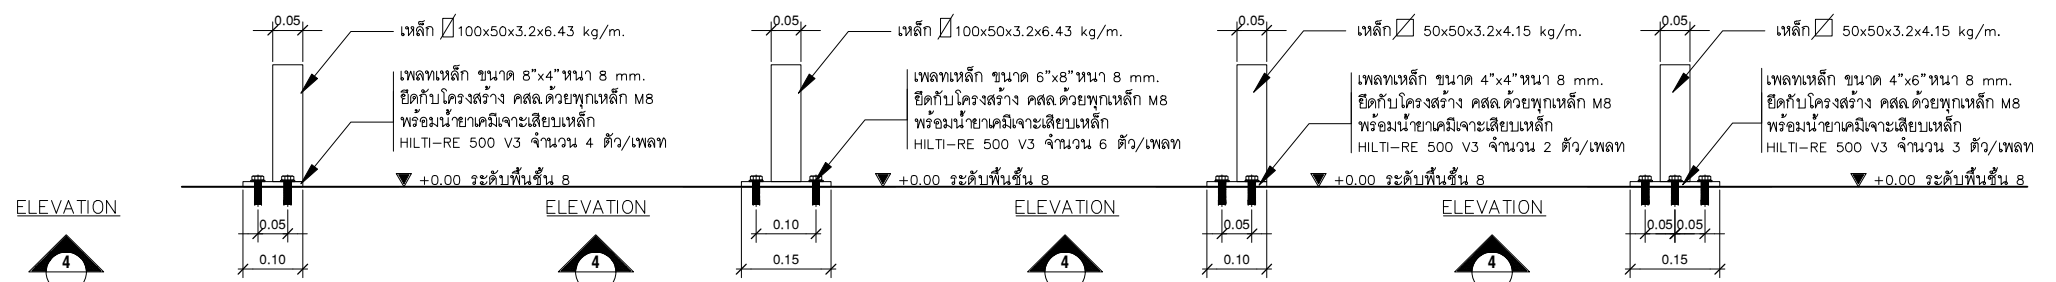 0.05
เหล็ก 100x50x3.2x6.43 kg/m.
เพลทเหล็ก ขนาด 8"x4"หนา 8 mm.
ยึดกับโครงสร้าง คสล.ด้วยพุกเหล็ก M8
พร้อมน้ำยาเคมีเจาะเสียบเหล็ก
HILTI-RE 500 V3 จำนวน 4 ตัว/เพลท
+0.00 ระดับพื้นชั้น 8
ELEVATION
0.05
0.10
4
0.05
เหล็ก 100x50x3.2x6.43 kg/m.
เพลทเหล็ก ขนาด 6"x8"หนา 8 mm.
ยึดกับโครงสร้าง คสล.ด้วยพุกเหล็ก M8
พร้อมน้ำยาเคมีเจาะเสียบเหล็ก
HILTI-RE 500 V3 จำนวน 6 ตัว/เพลท
+0.00 ระดับพื้นชั้น 8
ELEVATION
0.10
0.15
4
0.05
เหล็ก 50x50x3.2x4.15 kg/m.
เพลทเหล็ก ขนาด 4"x4"หนา 8 mm.
ยึดกับโครงสร้าง คสล.ด้วยพุกเหล็ก M8
พร้อมน้ำยาเคมีเจาะเสียบเหล็ก
HILTI-RE 500 V3 จำนวน 2 ตัว/เพลท
+0.00 ระดับพื้นชั้น 8
ELEVATION
0.05
0.10
4
0.05
เหล็ก 50x50x3.2x4.15 kg/m.
เพลทเหล็ก ขนาด 4"x6"หนา 8 mm.
ยึดกับโครงสร้าง คสล.ด้วยพุกเหล็ก M8
พร้อมน้ำยาเคมีเจาะเสียบเหล็ก
HILTI-RE 500 V3 จำนวน 3 ตัว/เพลท
+0.00 ระดับพื้นชั้น 8
ELEVATION
0.05 0.05
0.15
4